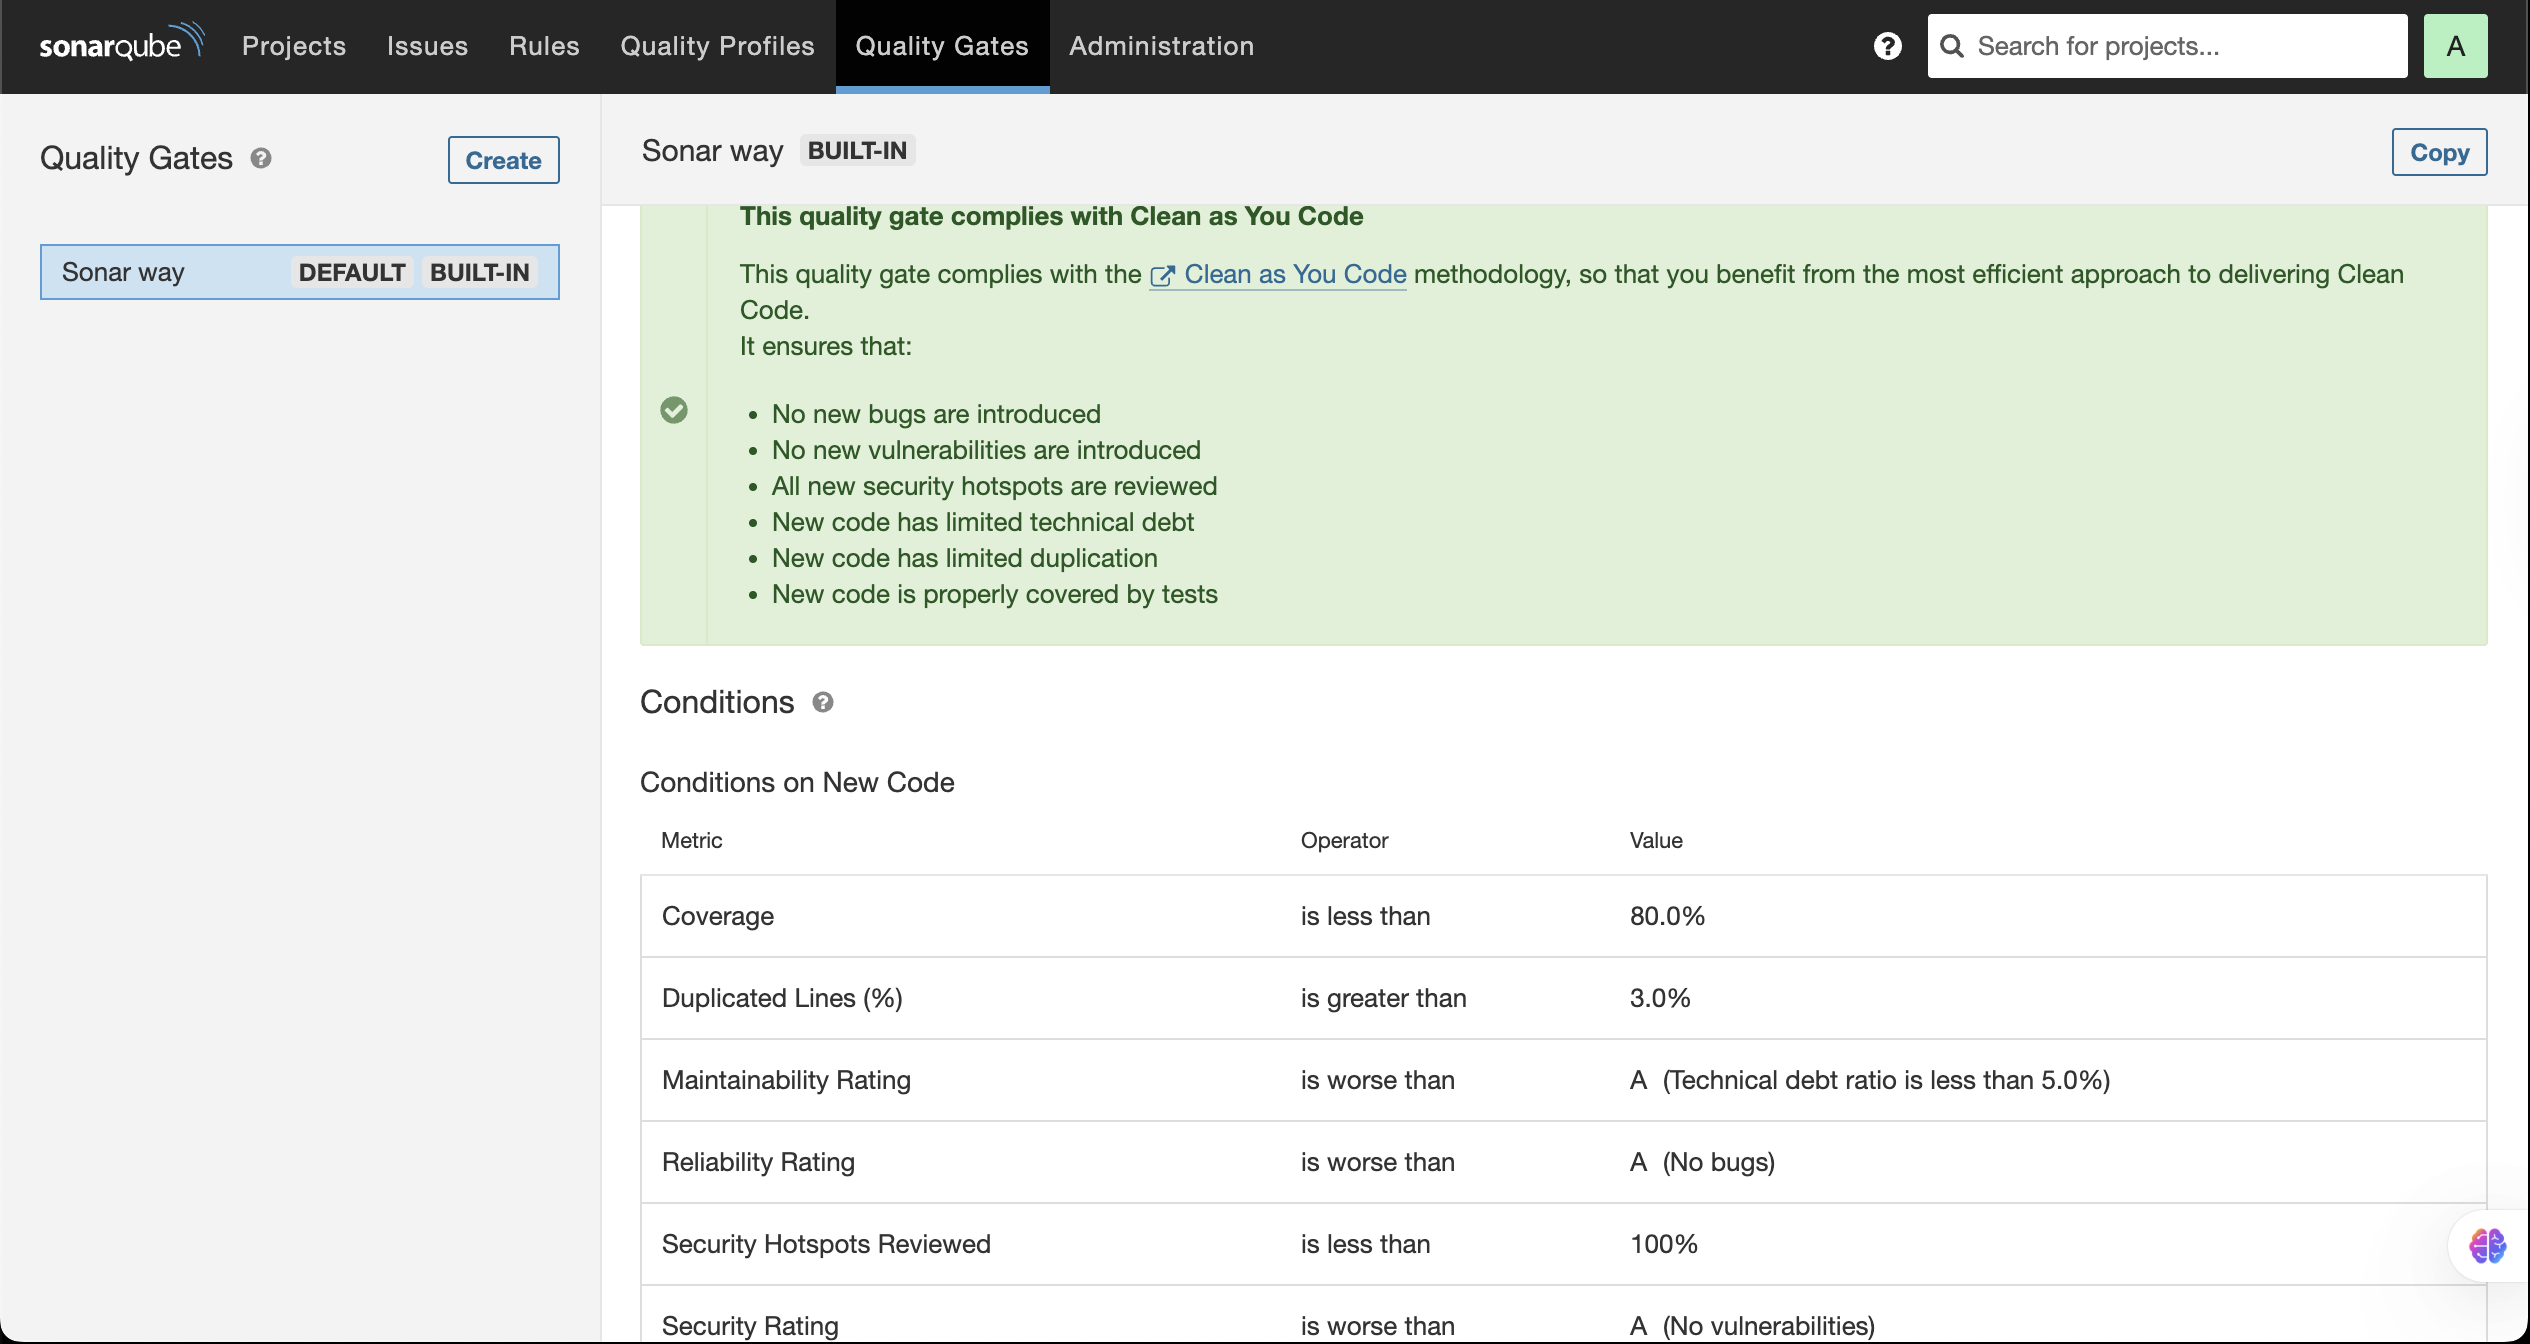 sonarqube Projects Issues Rules Quality Profiles Quality Gates Administration Search for projects... A
Quality Gates Create
Sonar way DEFAULT BUILT-IN
Sonar way BUILT-IN Copy
This quality gate complies with Clean as You Code
This quality gate complies with the Clean as You Code methodology, so that you benefit from the most efficient approach to delivering Clean
Code.
It ensures that:
• No new bugs are introduced
• No new vulnerabilities are introduced
• All new security hotspots are reviewed
• New code has limited technical debt
• New code has limited duplication
• New code is properly covered by tests
Conditions
Conditions on New Code
Metric Operator Value
Coverage is less than 80.0%
Duplicated Lines (%) is greater than 3.0%
Maintainability Rating is worse than A (Technical debt ratio is less than 5.0%)
Reliability Rating is worse than A (No bugs)
Security Hotspots Reviewed is less than 100%
Security Rating is worse than A (No vulnerabilities)